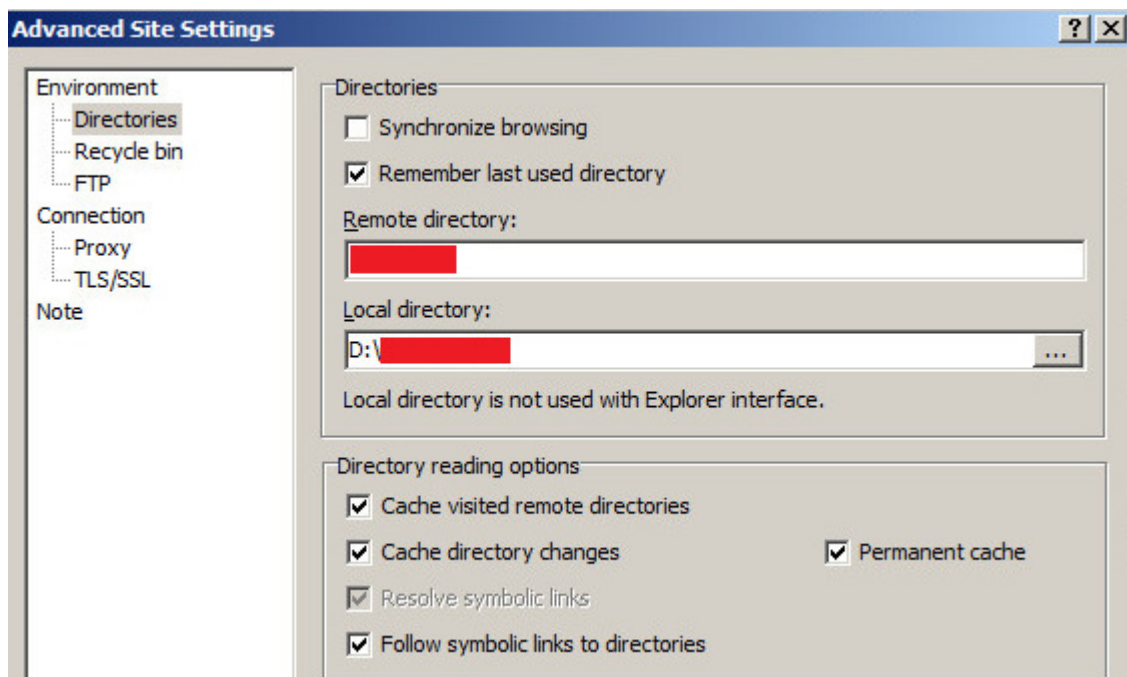 Advanced Site Settings
Environment
Directories
Recycle bin
FTP
Connection
Proxy
TLS/SSL
Note
Directories
Synchronize browsing
Remember last used directory
Remote directory:
Local directory:
D:\
...
Local directory is not used with Explorer interface.
Directory reading options
Cache visited remote directories
Cache directory changes
Permanent cache
Resolve symbolic links
Follow symbolic links to directories